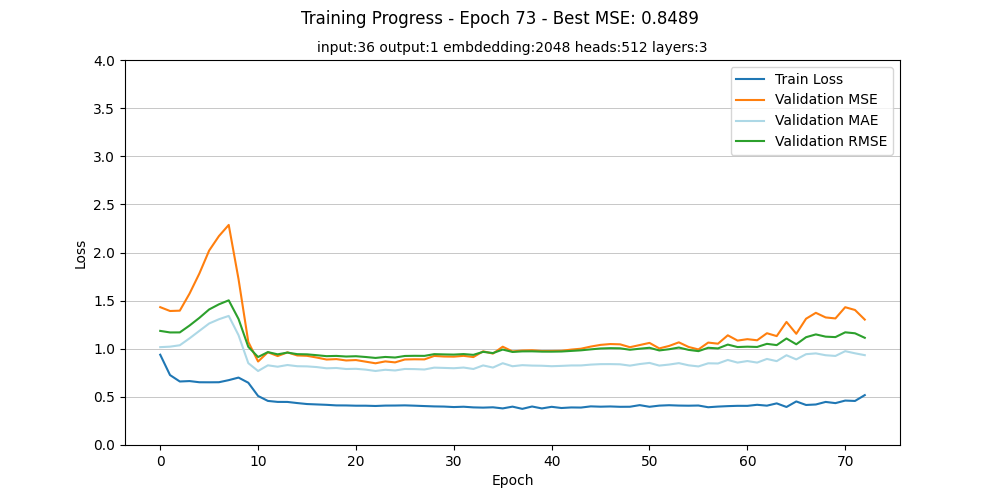 Training Progress - Epoch 73 - Best MSE: 0.8489
input:36 output:1 embdedding:2048 heads:512 layers:3
Train Loss
Validation MSE
Validation MAE
Validation RMSE
4.0
3.5
3.0
2.5
2.0
1.5
1.0
0.5
0.0
Loss
0 10 20 30 40 50 60 70
Epoch